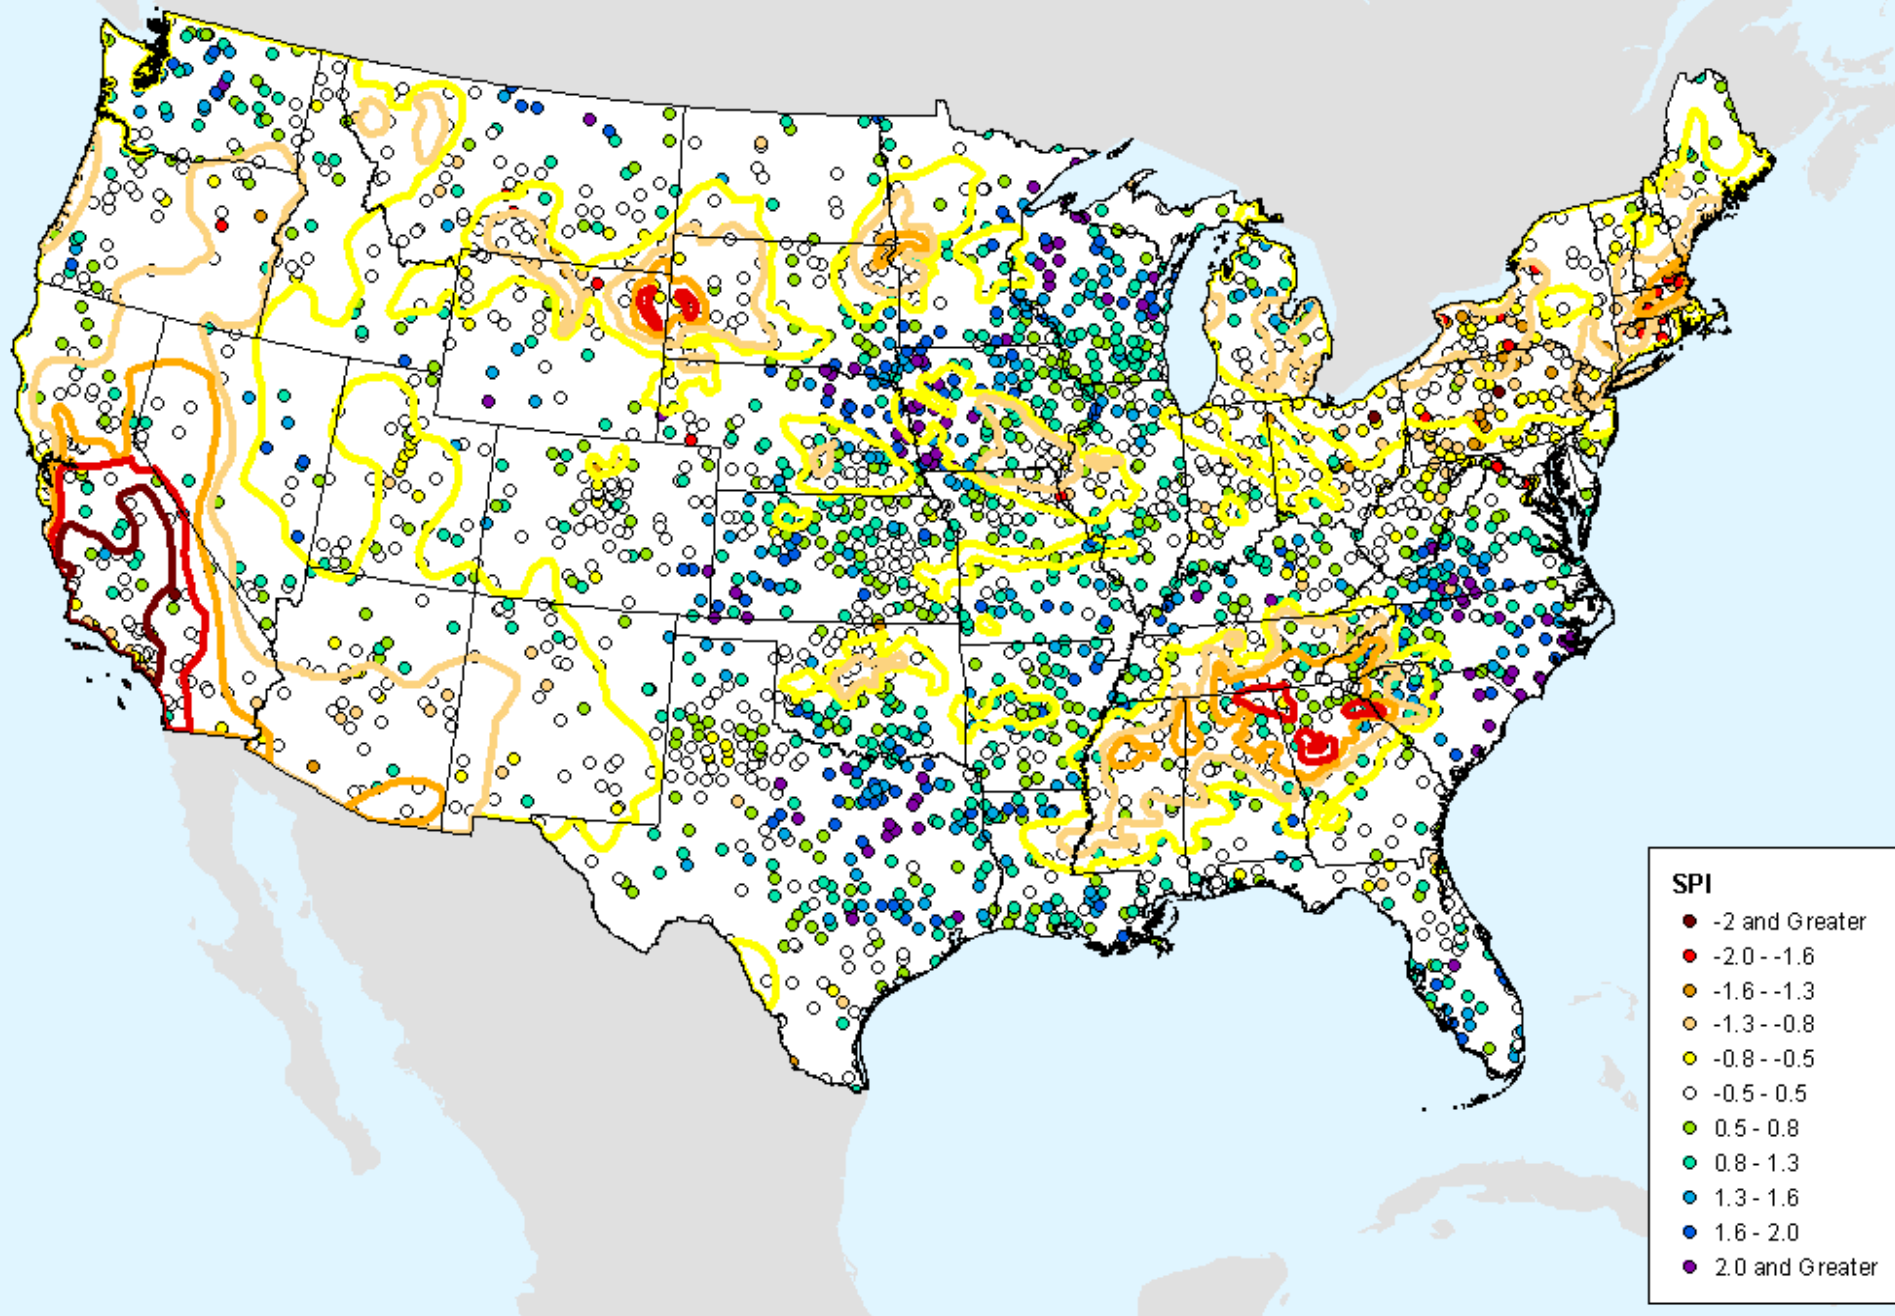 SPI
-2 and Greater
-2.0 - -1.6
-1.6 - -1.3
-1.3 - -0.8
-0.8 - -0.5
-0.5 - 0.5
0.5 - 0.8
0.8 - 1.3
1.3 - 1.6
1.6 - 2.0
2.0 and Greater